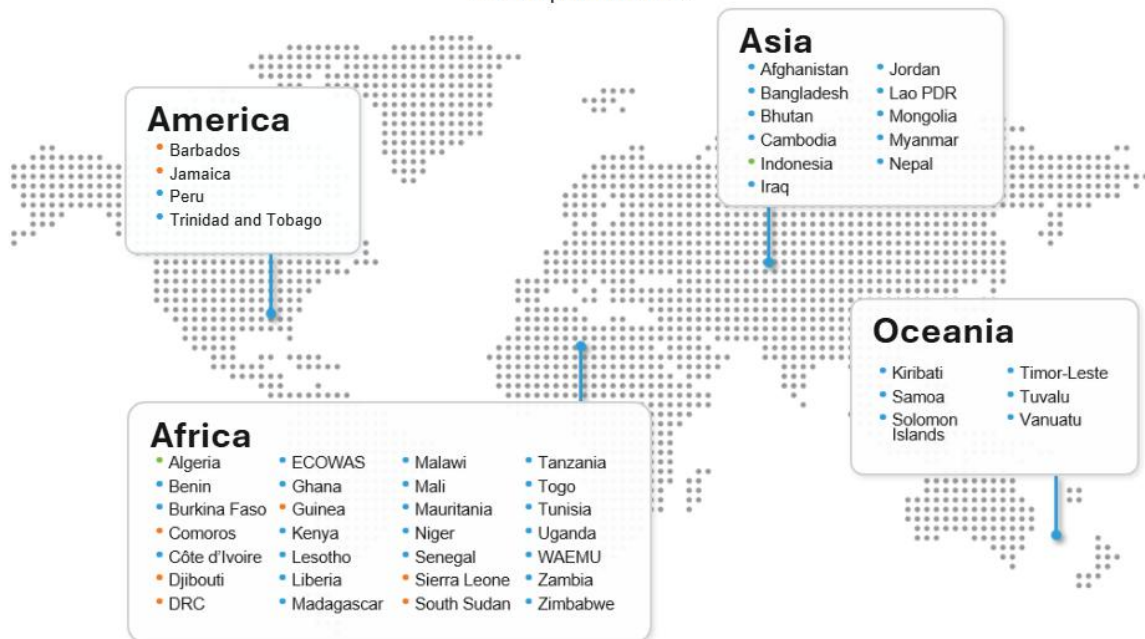 America
Barbados
Jamaica
Peru
Trinidad and Tobago
Asia
Afghanistan
Bangladesh
Bhutan
Cambodia
Indonesia
Iraq
Jordan
Lao PDR
Mongolia
Myanmar
Nepal
Oceania
Kiribati
Samoa
Solomon
Islands
Timor-Leste
Tuvalu
Vanuatu
Africa
Algeria
Benin
Burkina Faso
Comoros
Côte d'Ivoire
Djibouti
DRC
ECOWAS
Ghana
Guinea
Kenya
Lesotho
Liberia
Madagascar
Malawi
Mali
Mauritania
Niger
Senegal
Sierra Leone
South Sudan
Tanzania
Togo
Tunisia
Uganda
WAEMU
Zambia
Zimbabwe